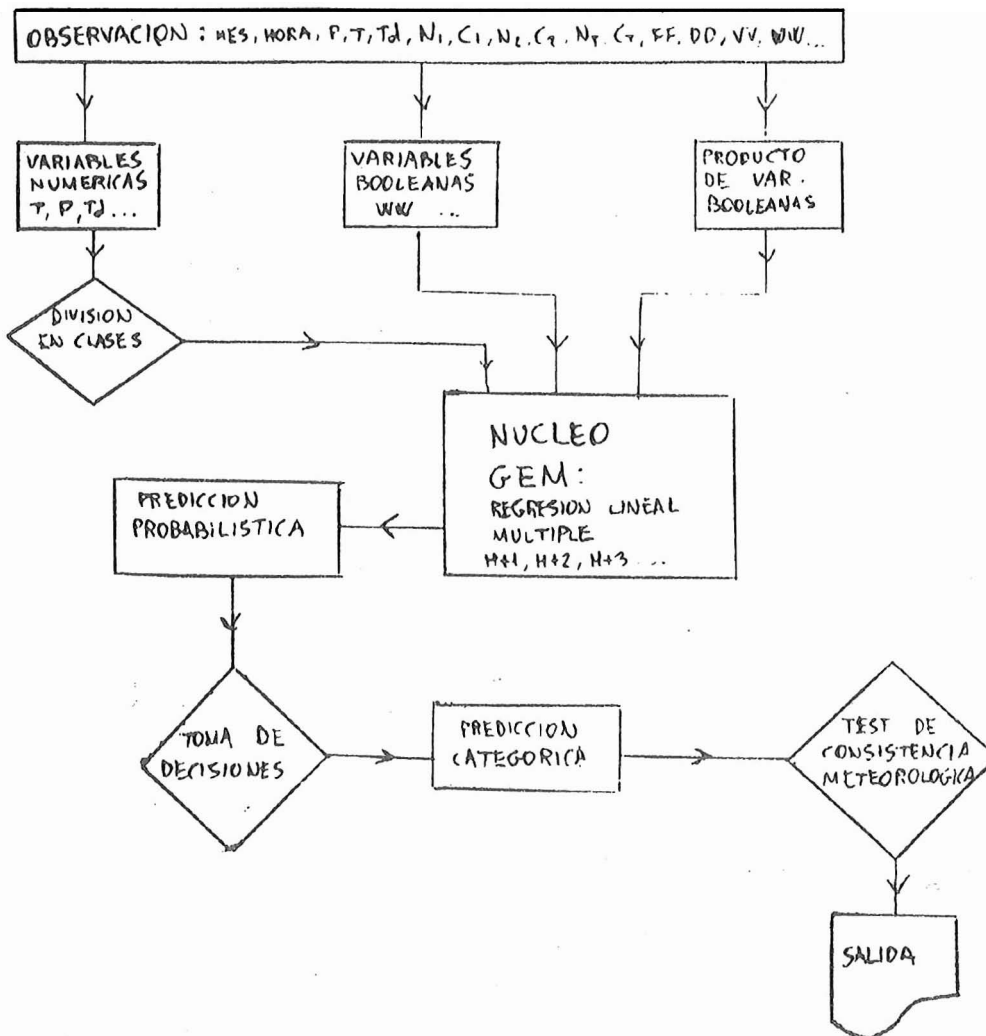 OBSERVACION : MES, HORA, P, T, Td, N1, C1, N2, C2, N3, C3, FF, DD, VV, WW...
VARIABLES
NUMERICAS
T, P, Td...
VARIABLES
BOOLEANAS
WW ...
PRODUCTO
DE VAR.
BOOLEANAS
DIVISION
EN CLASES
NUCLEO
GEM:
REGRESION LINEAL
MULTIPLE
H+1, H+2, H+3 ...
PREDICCION
PROBABILISTICA
TOMA DE
DECISIONES
PREDICCION
CATEGORICA
TEST DE
CONSISTENCIA
METEOROLOGICA
SALIDA